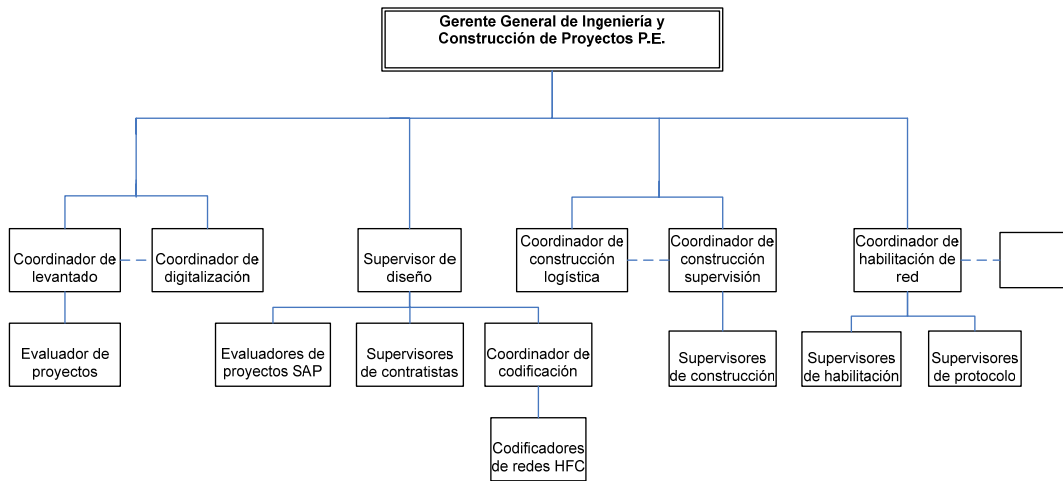 Gerente General de Ingeniería y
Construcción de Proyectos P.E.
Coordinador de
levantado
Coordinador de
digitalización
Supervisor de
diseño
Coordinador de
construcción
logística
Coordinador de
construcción
supervisión
Coordinador de
habilitación de
red
Evaluador de
proyectos
Evaluadores de
proyectos SAP
Supervisores
de contratistas
Coordinador de
codificación
Supervisores
de construcción
Supervisores
de habilitación
Supervisores
de protocolo
Codificadores
de redes HFC